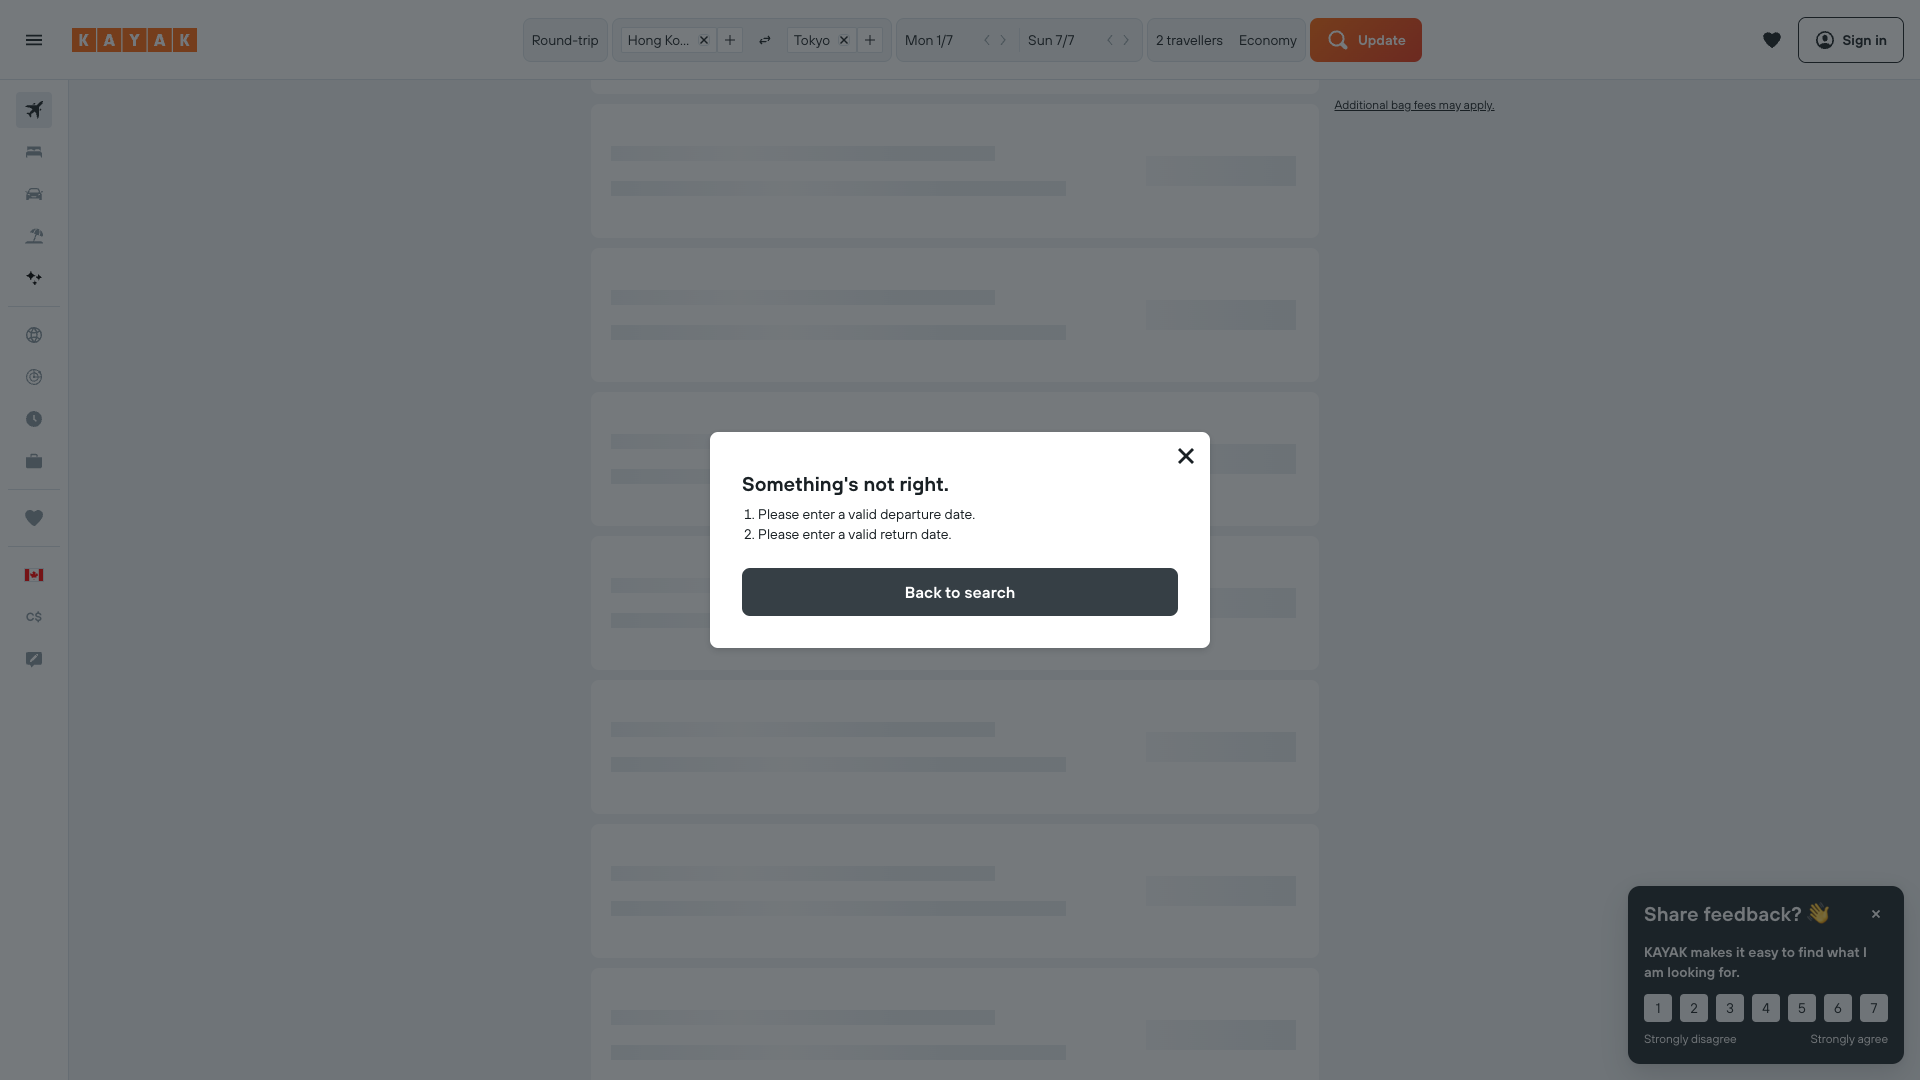 KAYAK
Round-trip
Hong Ko...
Tokyo
Mon 1/7
Sun 7/7
2 travellers
Economy
Update
Sign in
Additional bag fees may apply.
C$
Something's not right.
1. Please enter a valid departure date.
2. Please enter a valid return date.
Back to search
Share feedback? 👋
KAYAK makes it easy to find what I
am looking for.
1 2 3 4 5 6 7
Strongly disagree Strongly agree